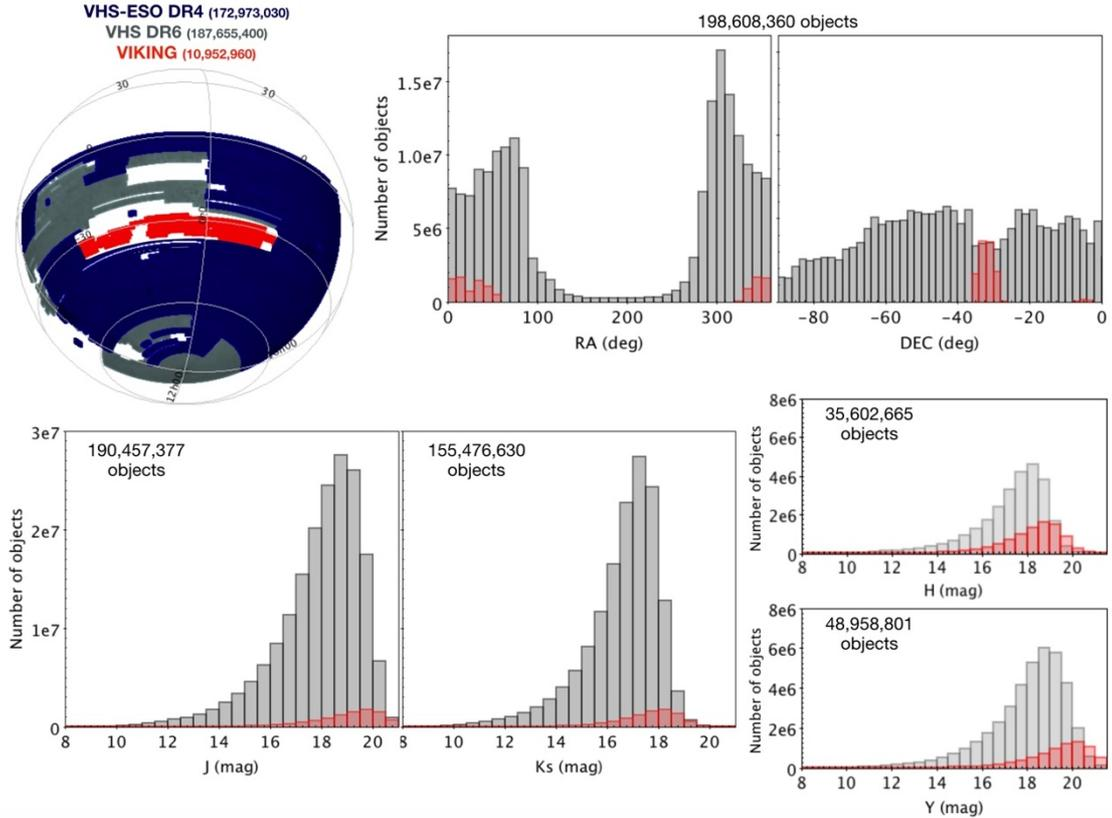 VHS-ESO DR4 (172,973,030)
VHS DR6 (187,655,400)
VIKING (10,952,960)
30
30
0
0
-30
12h00
198,608,360 objects
Number of objects
1.5e7
1.0e7
5e6
0
0 100 200 300
RA (deg)
-80 -60 -40 -20 0
DEC (deg)
190,457,377
objects
Number of objects
3e7
2e7
1e7
0
8 10 12 14 16 18 20
J (mag)
155,476,630
objects
8 10 12 14 16 18 20
Ks (mag)
35,602,665
objects
Number of objects
8e6
6e6
4e6
2e6
0
8 10 12 14 16 18 20
H (mag)
48,958,801
objects
Number of objects
8e6
6e6
4e6
2e6
0
8 10 12 14 16 18 20
Y (mag)